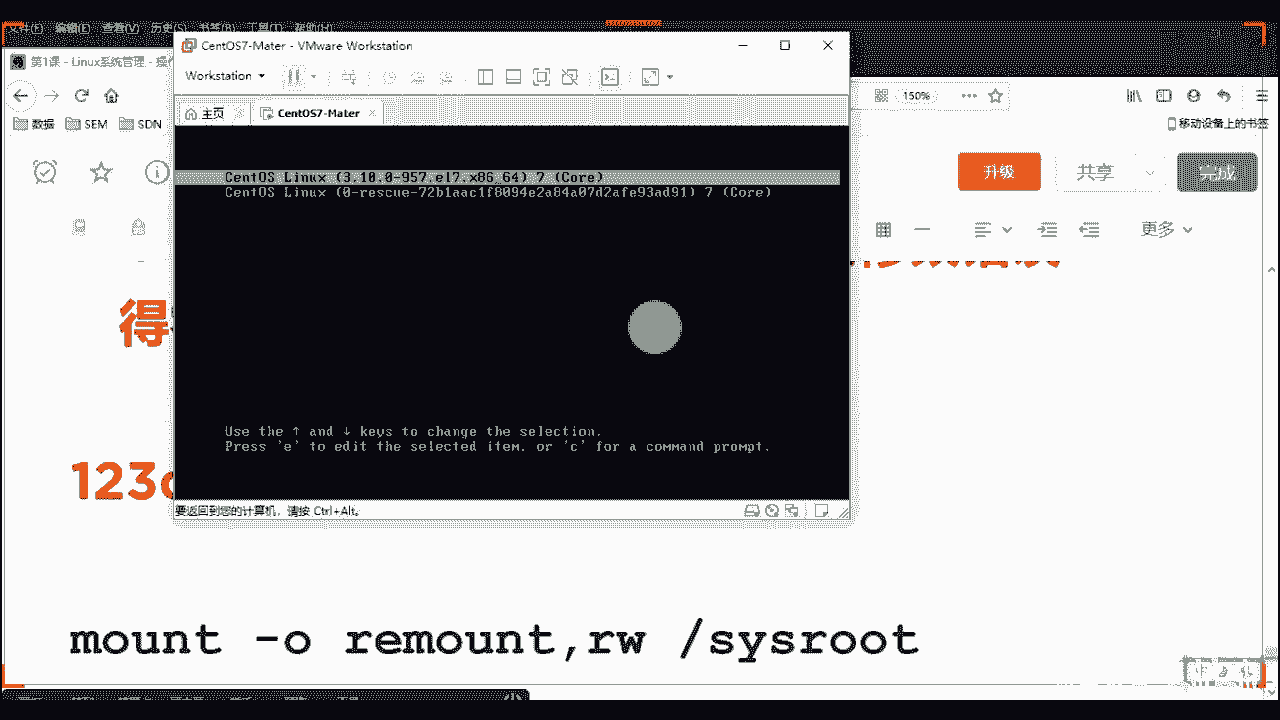 文件(F) 编辑(E) 查看(V) 历史(S) 书签(B) 工具(T) 帮助(H)
CentOS7-Mater - VMware Workstation
第1课 - Linux系统管理 -
Workstation
150%
主页
CentOS7-Mater
数据 SEM SDN
移动设备上的书签
CentOS Linux (3.10.0-957.el7.x86_64) 7 (Core)
CentOS Linux (0-rescue-72b1aac1f8094e2a84a07d2afe93ad91) 7 (Core)
升级
共享
完成
更多
得
Use the ↑ and ↓ keys to change the selection.
Press 'e' to edit the selected item, or 'c' for a command prompt.
123
要返回到您的计算机，请按 Ctrl+Alt。
mount -o remount,rw /sysroot